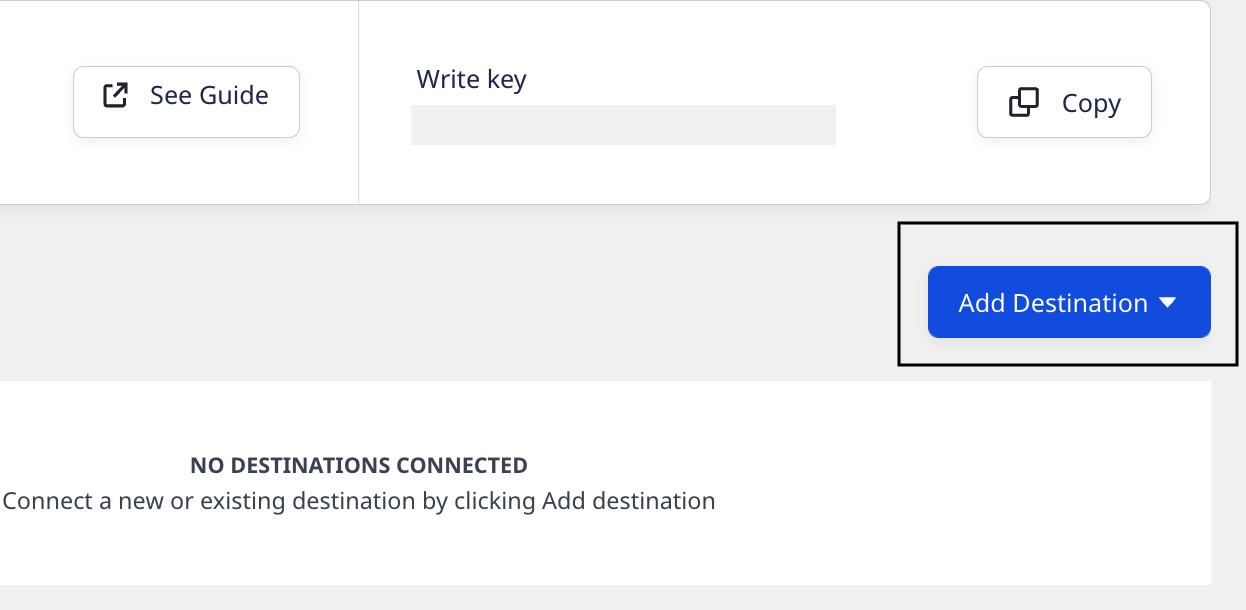 See Guide
Write key
Copy
Add Destination
NO DESTINATIONS CONNECTED
Connect a new or existing destination by clicking Add destination